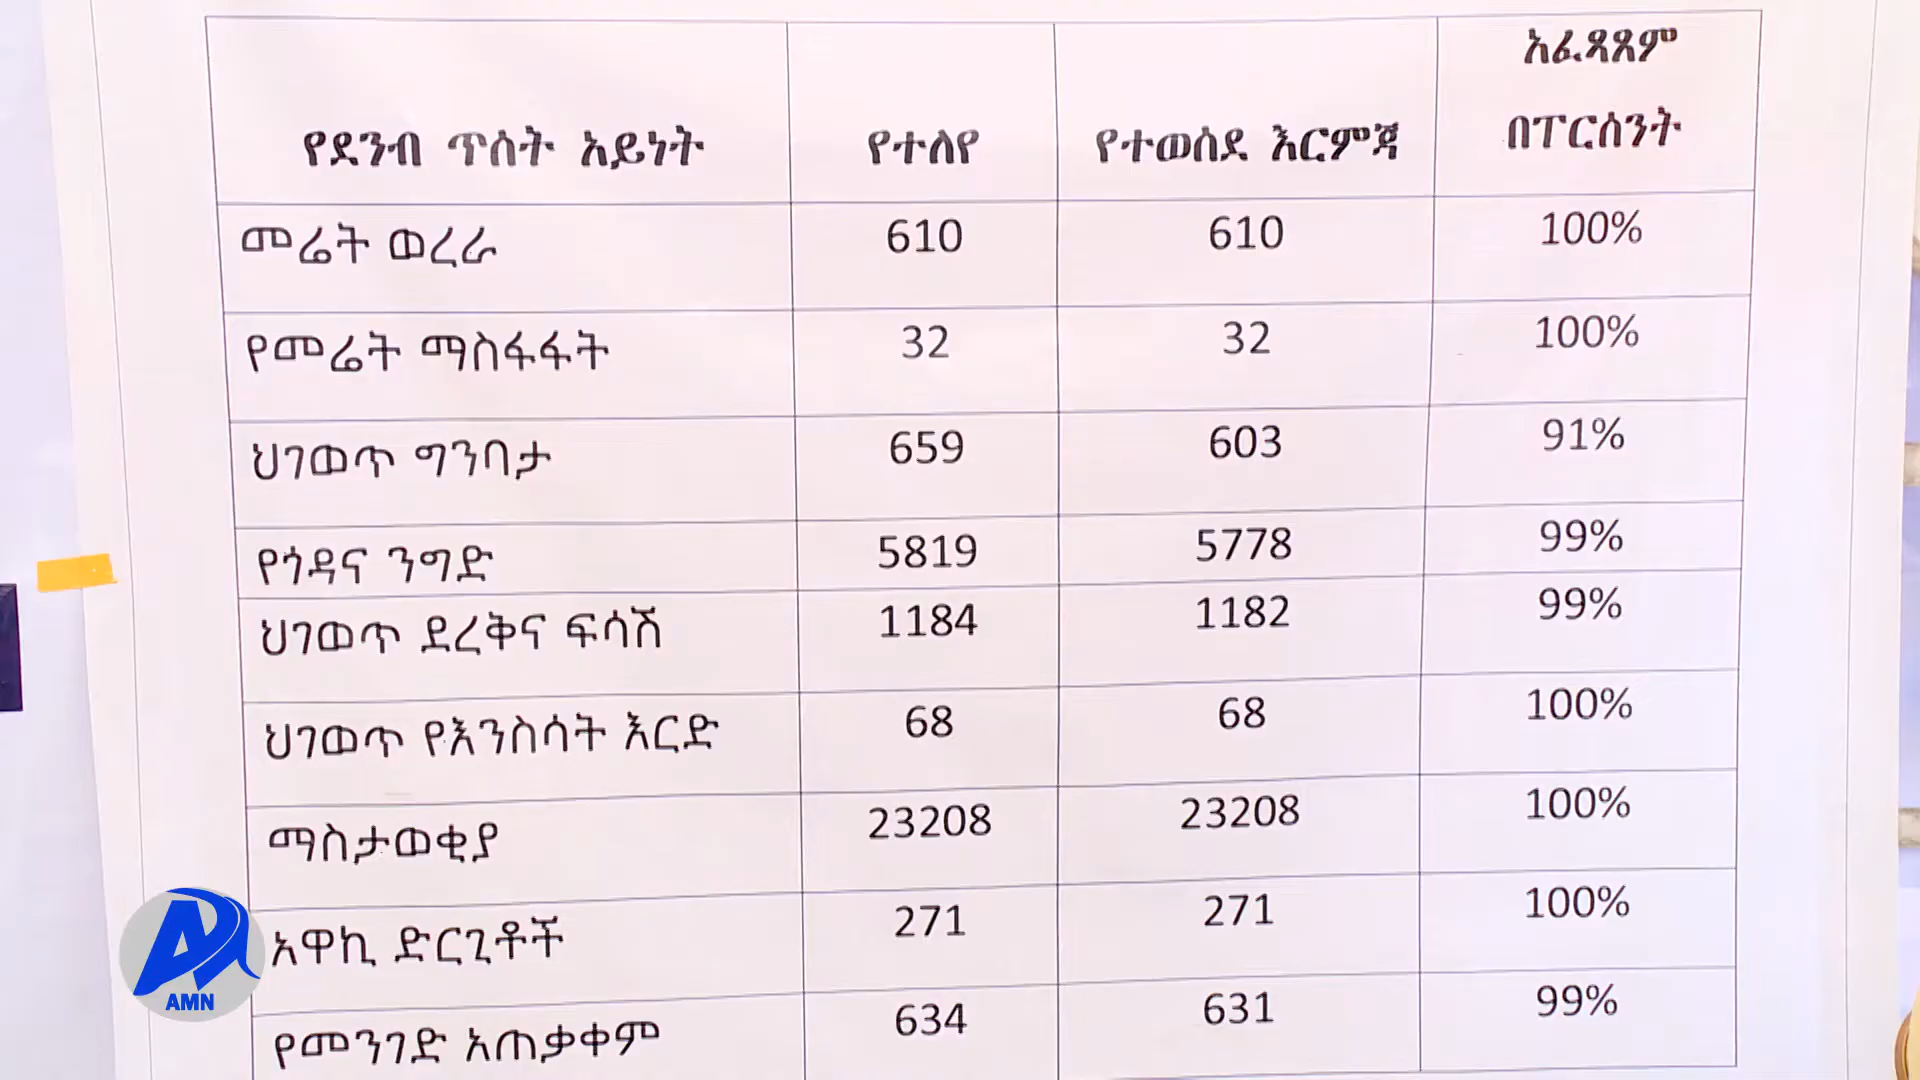 የደንብ ጥሰት አይነት የተለየ የተወሰደ እርምጃ አፈጻጸም በፐርሰንት
መሬት ወረራ 610 610 100%
የመሬት ማስፋፋት 32 32 100%
ህገወጥ ግንባታ 659 603 91%
የጎዳና ንግድ 5819 5778 99%
ህገወጥ ደረቅና ፍሳሽ 1184 1182 99%
ህገወጥ የእንስሳት እርድ 68 68 100%
ማስታወቂያ 23208 23208 100%
አዋኪ ድርጊቶች 271 271 100%
የመንገድ አጠቃቀም 634 631 99%
AMN